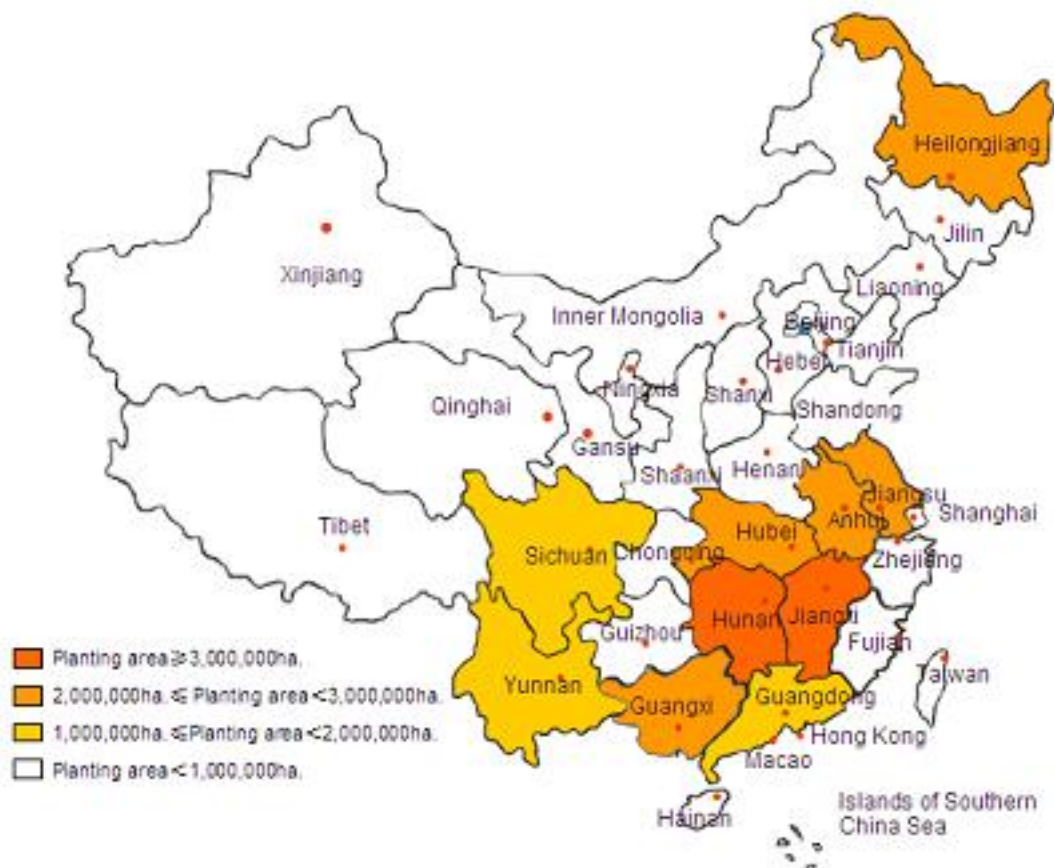 Heilongjiang
Jilin
Xinjiang
Liaoning
Inner Mongolia
Beijing
Tianjin
Hebei
Ningxia
Shanxi
Qinghai
Shandong
Gansu
Shaanxi
Henan
Jiangsu
Shanghai
Anhui
Tibet
Hubei
Sichuan
Chongqing
Zhejiang
Hunan
Jiangxi
Guizhou
Fujian
Taiwan
Yunnan
Guangdong
Guangxi
Hong Kong
Macao
Hainan
Islands of Southern
China Sea
Planting area≥3,000,000ha.
2,000,000ha.≤ Planting area<3,000,000ha.
1,000,000ha.≤Planting area<2,000,000ha.
Planting area<1,000,000ha.